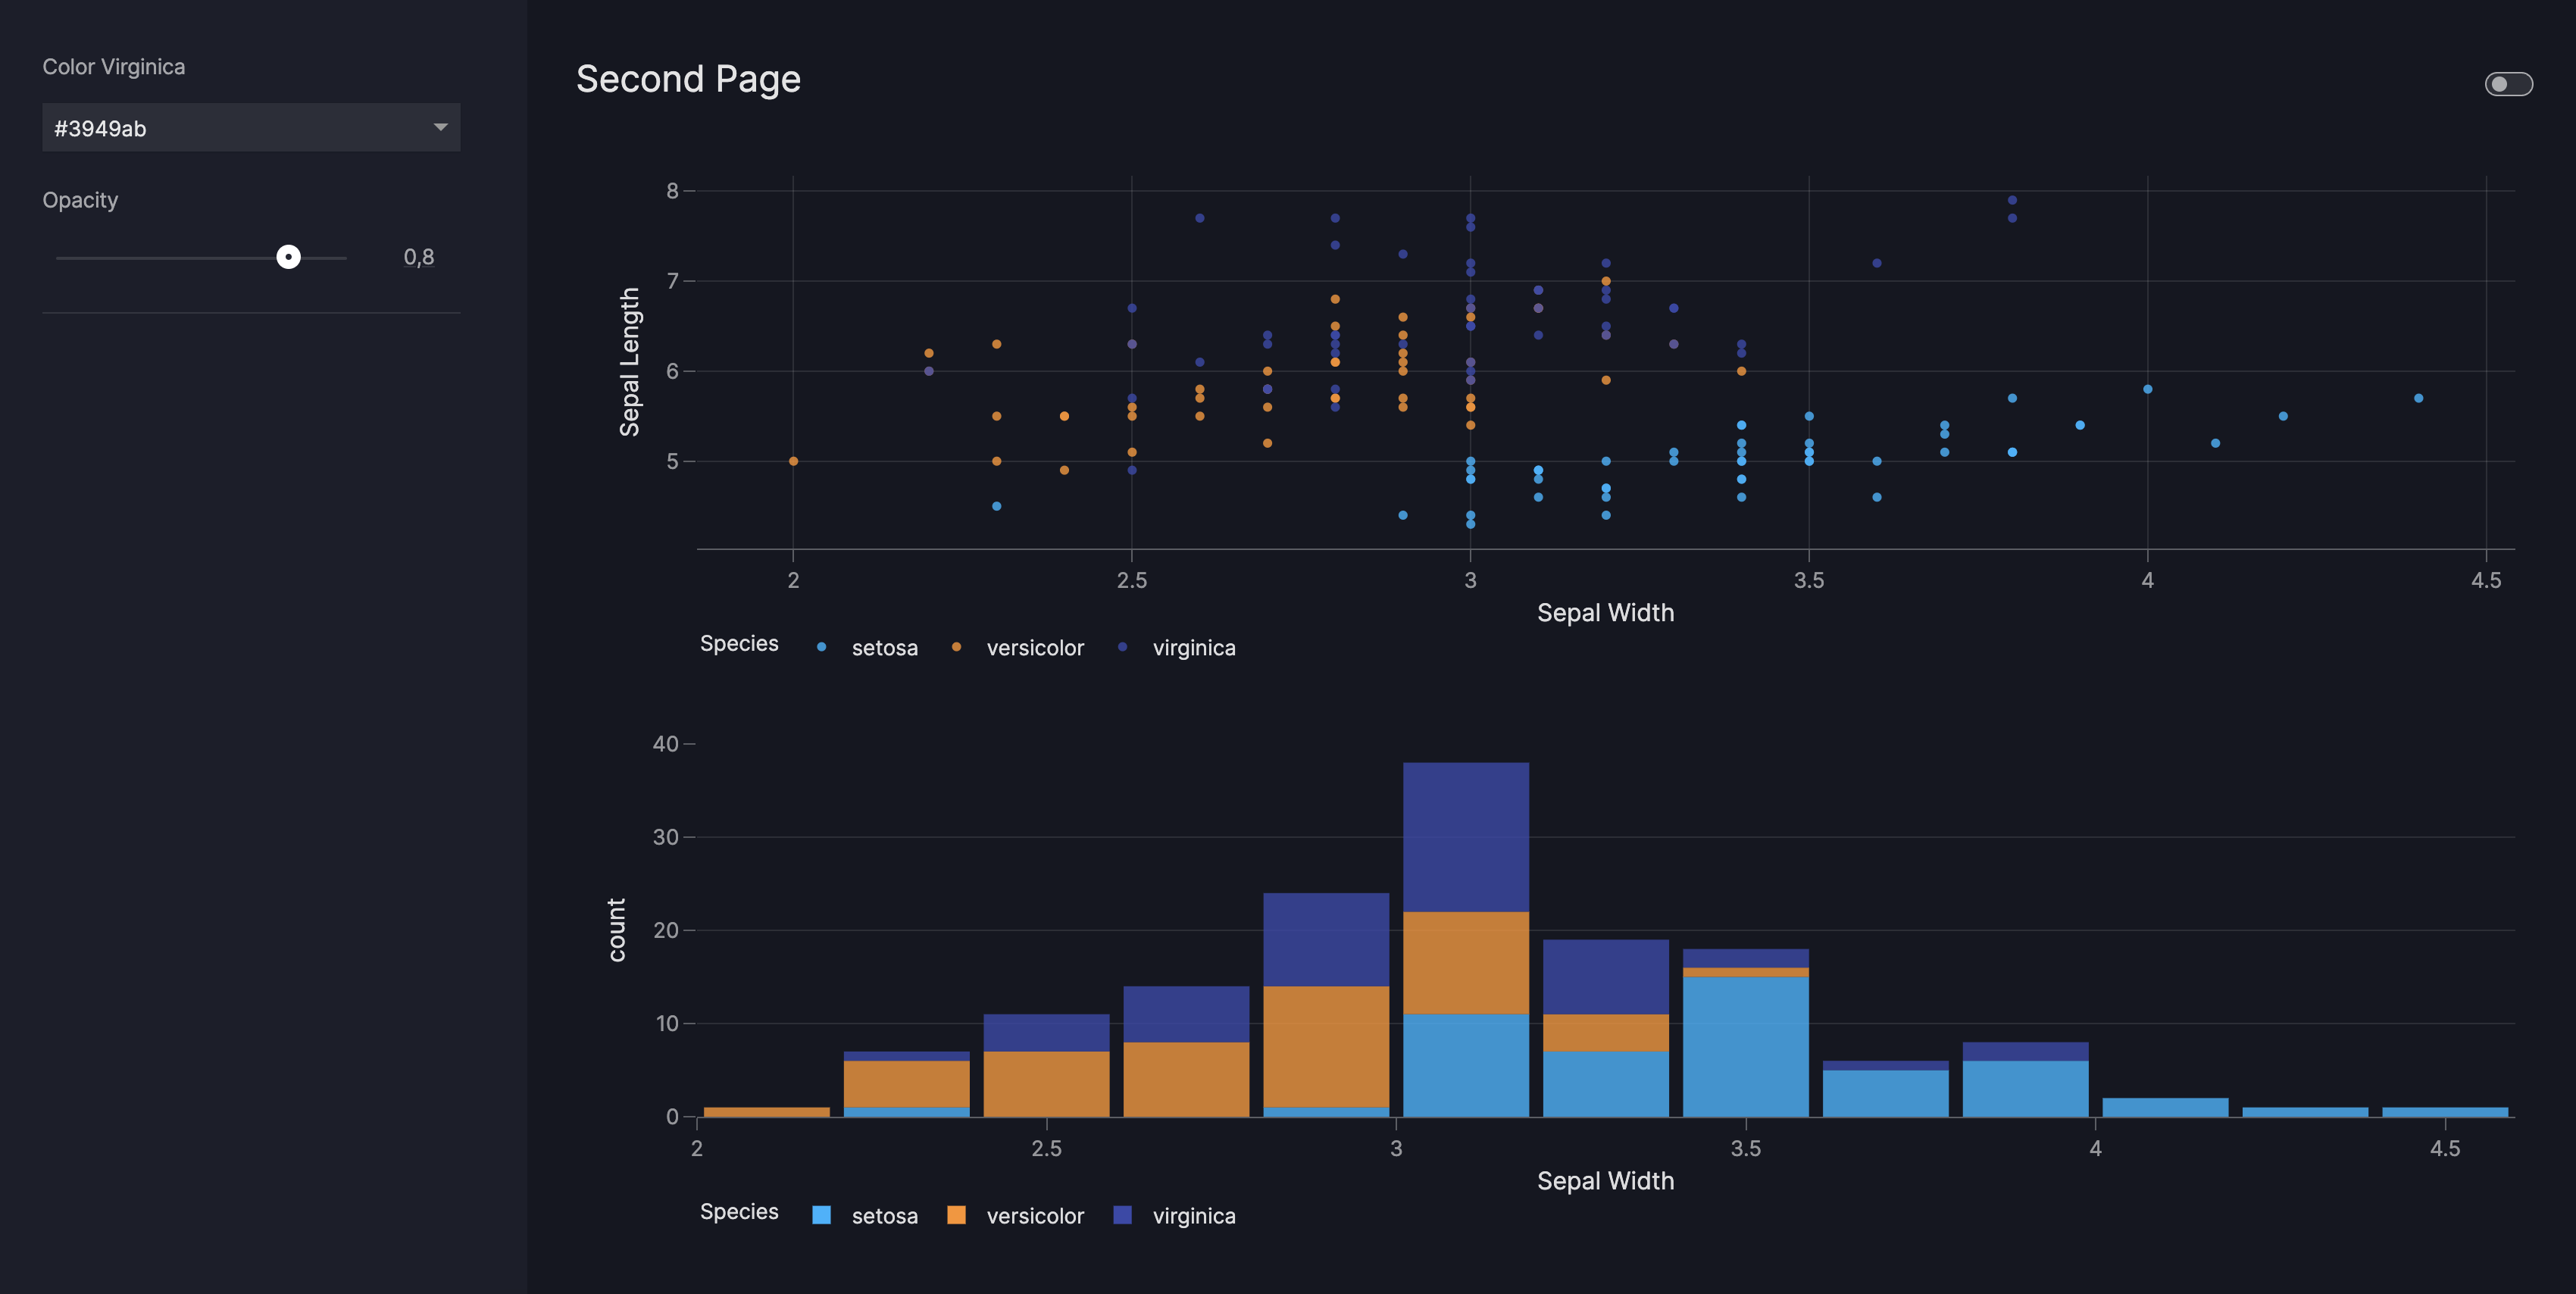 Color Virginica
#3949ab
Opacity
0,8
Second Page
8
7
6
5
Sepal Length
2 2.5 3 3.5 4 4.5
Sepal Width
Species setosa versicolor virginica
40
30
20
10
0
count
2 2.5 3 3.5 4 4.5
Sepal Width
Species setosa versicolor virginica